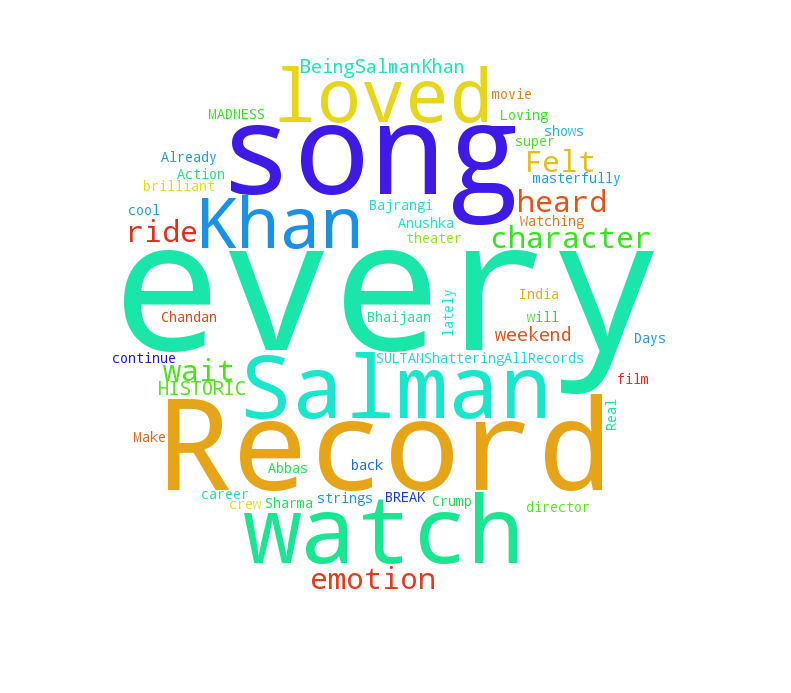 BeingSalmanKhan
loved
movie
MADNESS
Loving
song
shows
super
Already
Felt
Action
masterfully
brilliant
Khan
heard
cool
Bajrangi
ride
Anushka
Watching
theater
character
every
India
lately
Chandan
Bhaijaan
will
weekend
Days
continue
Salman
SULTANShatteringAllRecords
wait
HISTORIC
film
Record
Real
Make
Abbas
back
career
strings
BREAK
crew
Sharma
Crump
director
watch
emotion